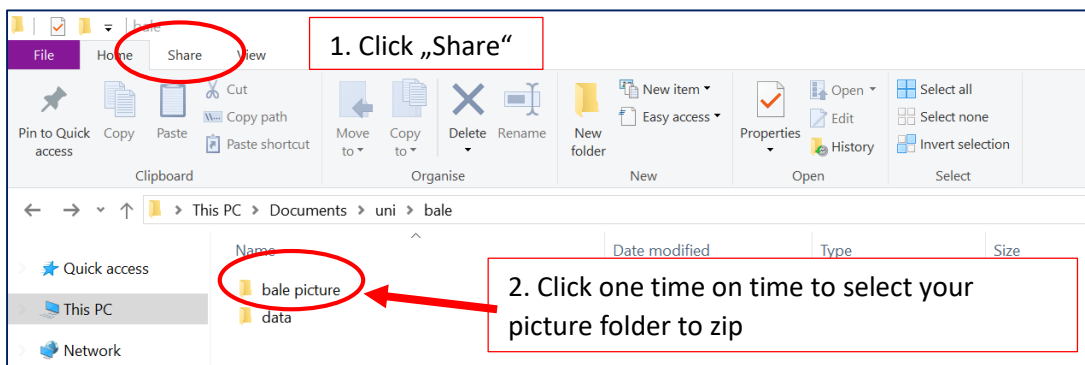 bale
File Home Share View
1. Click „Share“
Pin to Quick access
Copy
Paste
Cut
Copy path
Paste shortcut
Clipboard
Move to
Copy to
Delete
Rename
Organise
New folder
New item
Easy access
New
Properties
Open
Edit
History
Open
Select all
Select none
Invert selection
Select
This PC > Documents > uni > bale
Name Date modified Type Size
Quick access
This PC
Network
bale picture
data
2. Click one time on time to select your
picture folder to zip